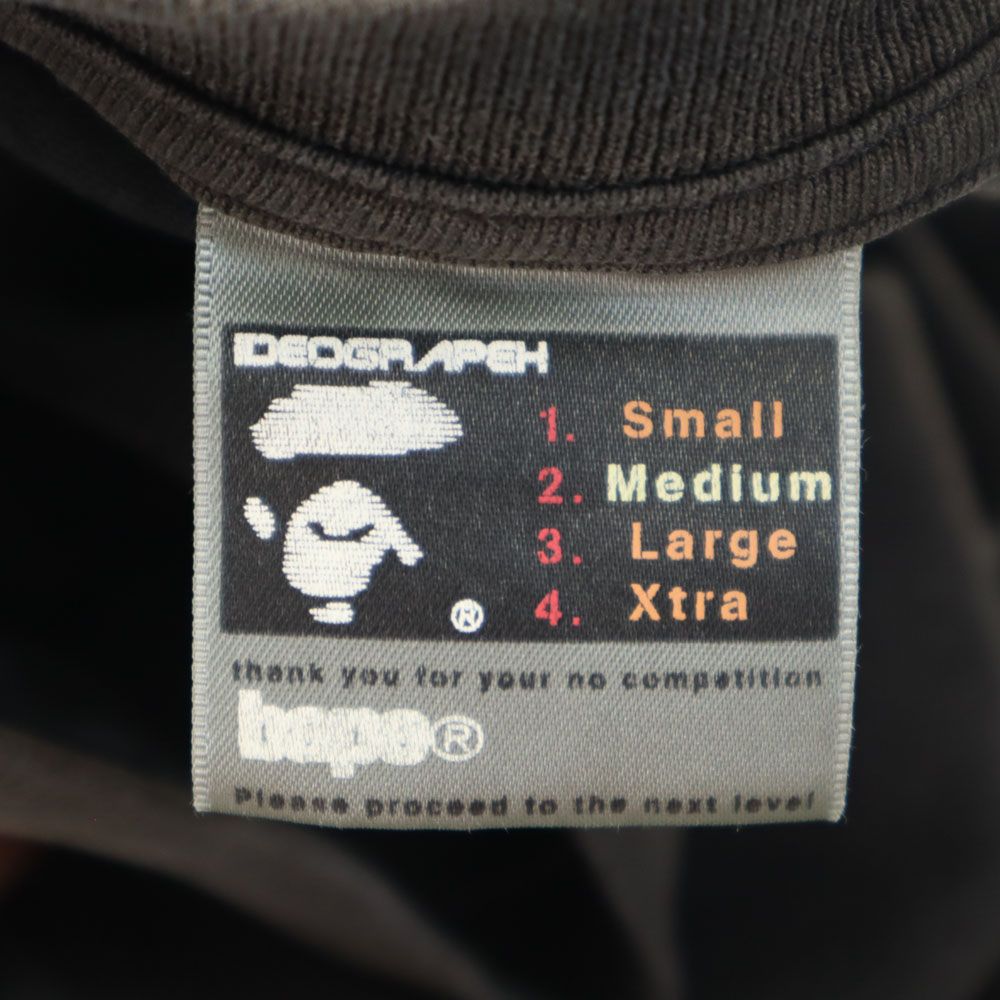 IDEOGRAPEH
1. Small
2. Medium
3. Large
4. Xtra
®
thank you for your no competition
bape®
Please proceed to the next level